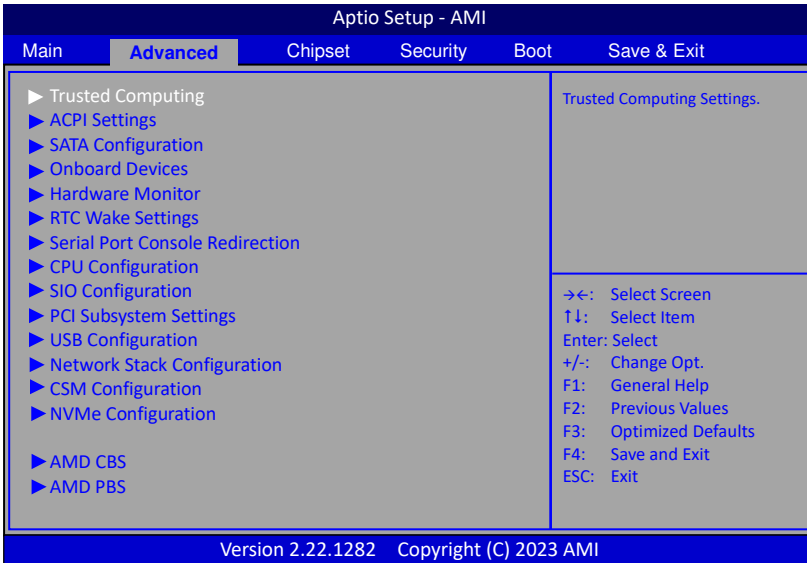 Aptio Setup - AMI
Main Advanced Chipset Security Boot Save & Exit
▶ Trusted Computing
▶ ACPI Settings
▶ SATA Configuration
▶ Onboard Devices
▶ Hardware Monitor
▶ RTC Wake Settings
▶ Serial Port Console Redirection
▶ CPU Configuration
▶ SIO Configuration
▶ PCI Subsystem Settings
▶ USB Configuration
▶ Network Stack Configuration
▶ CSM Configuration
▶ NVMe Configuration
▶ AMD CBS
▶ AMD PBS
Trusted Computing Settings.
→←: Select Screen
↑↓: Select Item
Enter: Select
+/-: Change Opt.
F1: General Help
F2: Previous Values
F3: Optimized Defaults
F4: Save and Exit
ESC: Exit
Version 2.22.1282 Copyright (C) 2023 AMI